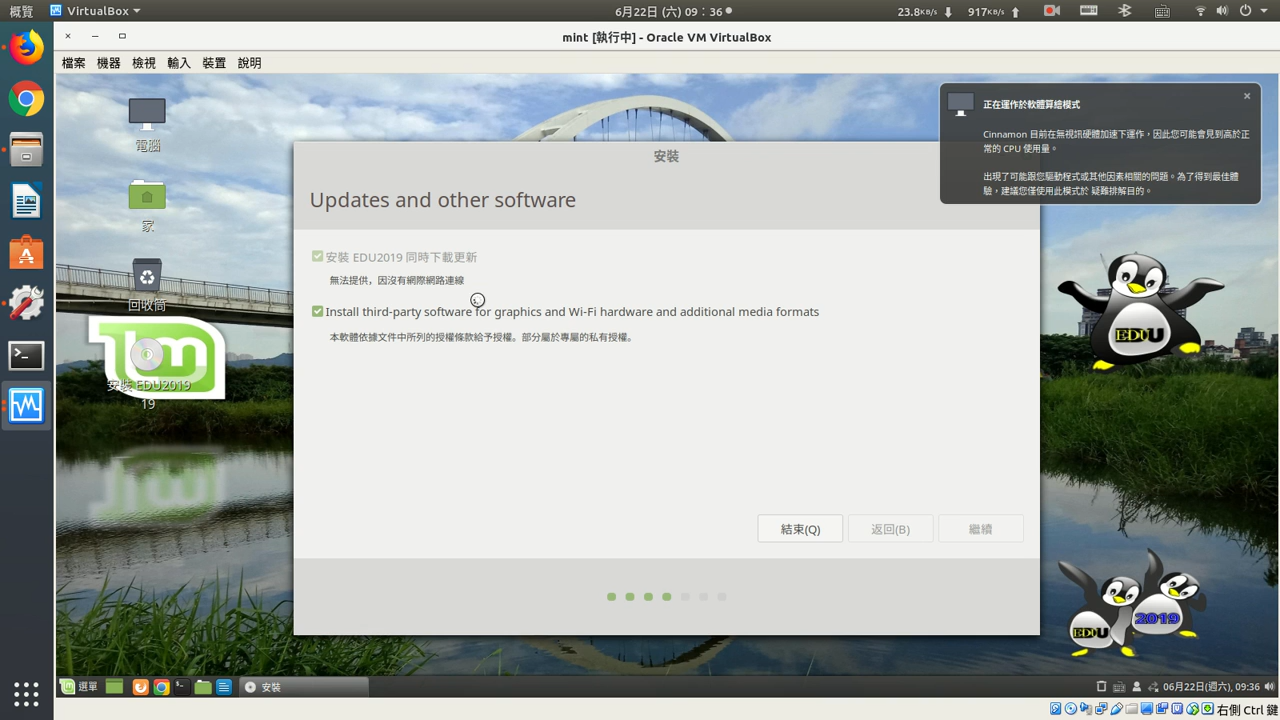 概覽
VirtualBox
6月22日 (六) 09：36
23.8KB/s
917KB/s
mint [執行中] - Oracle VM VirtualBox
檔案 機器 檢視 輸入 裝置 說明
電腦
家
回收筒
安裝 EDU2019
19
正在運作於軟體算繪模式
Cinnamon 目前在無視訊硬體加速下運作，因此您可能會見到高於正
常的 CPU 使用量。
出現了可能跟您驅動程式或其他因素相關的問題。為了得到最佳體
驗，建議您僅使用此模式於 疑難排解目的。
安裝
Updates and other software
安裝 EDU2019 同時下載更新
無法提供，因沒有網際網路連線
Install third-party software for graphics and Wi-Fi hardware and additional media formats
本軟體依據文件中所列的授權條款給予授權。部分屬於專屬的私有授權。
結束(Q)
返回(B)
繼續
EDUU
EDUU
2019
選單
安裝
06月22日(週六), 09:36
右側 Ctrl 鍵